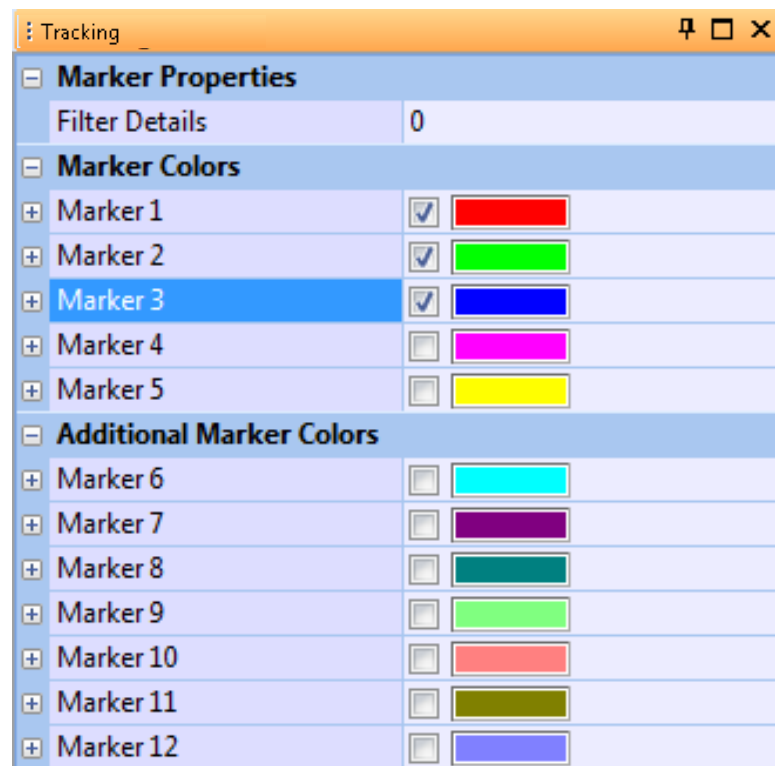 Tracking
Marker Properties
Filter Details 0
Marker Colors
Marker 1
Marker 2
Marker 3
Marker 4
Marker 5
Additional Marker Colors
Marker 6
Marker 7
Marker 8
Marker 9
Marker 10
Marker 11
Marker 12